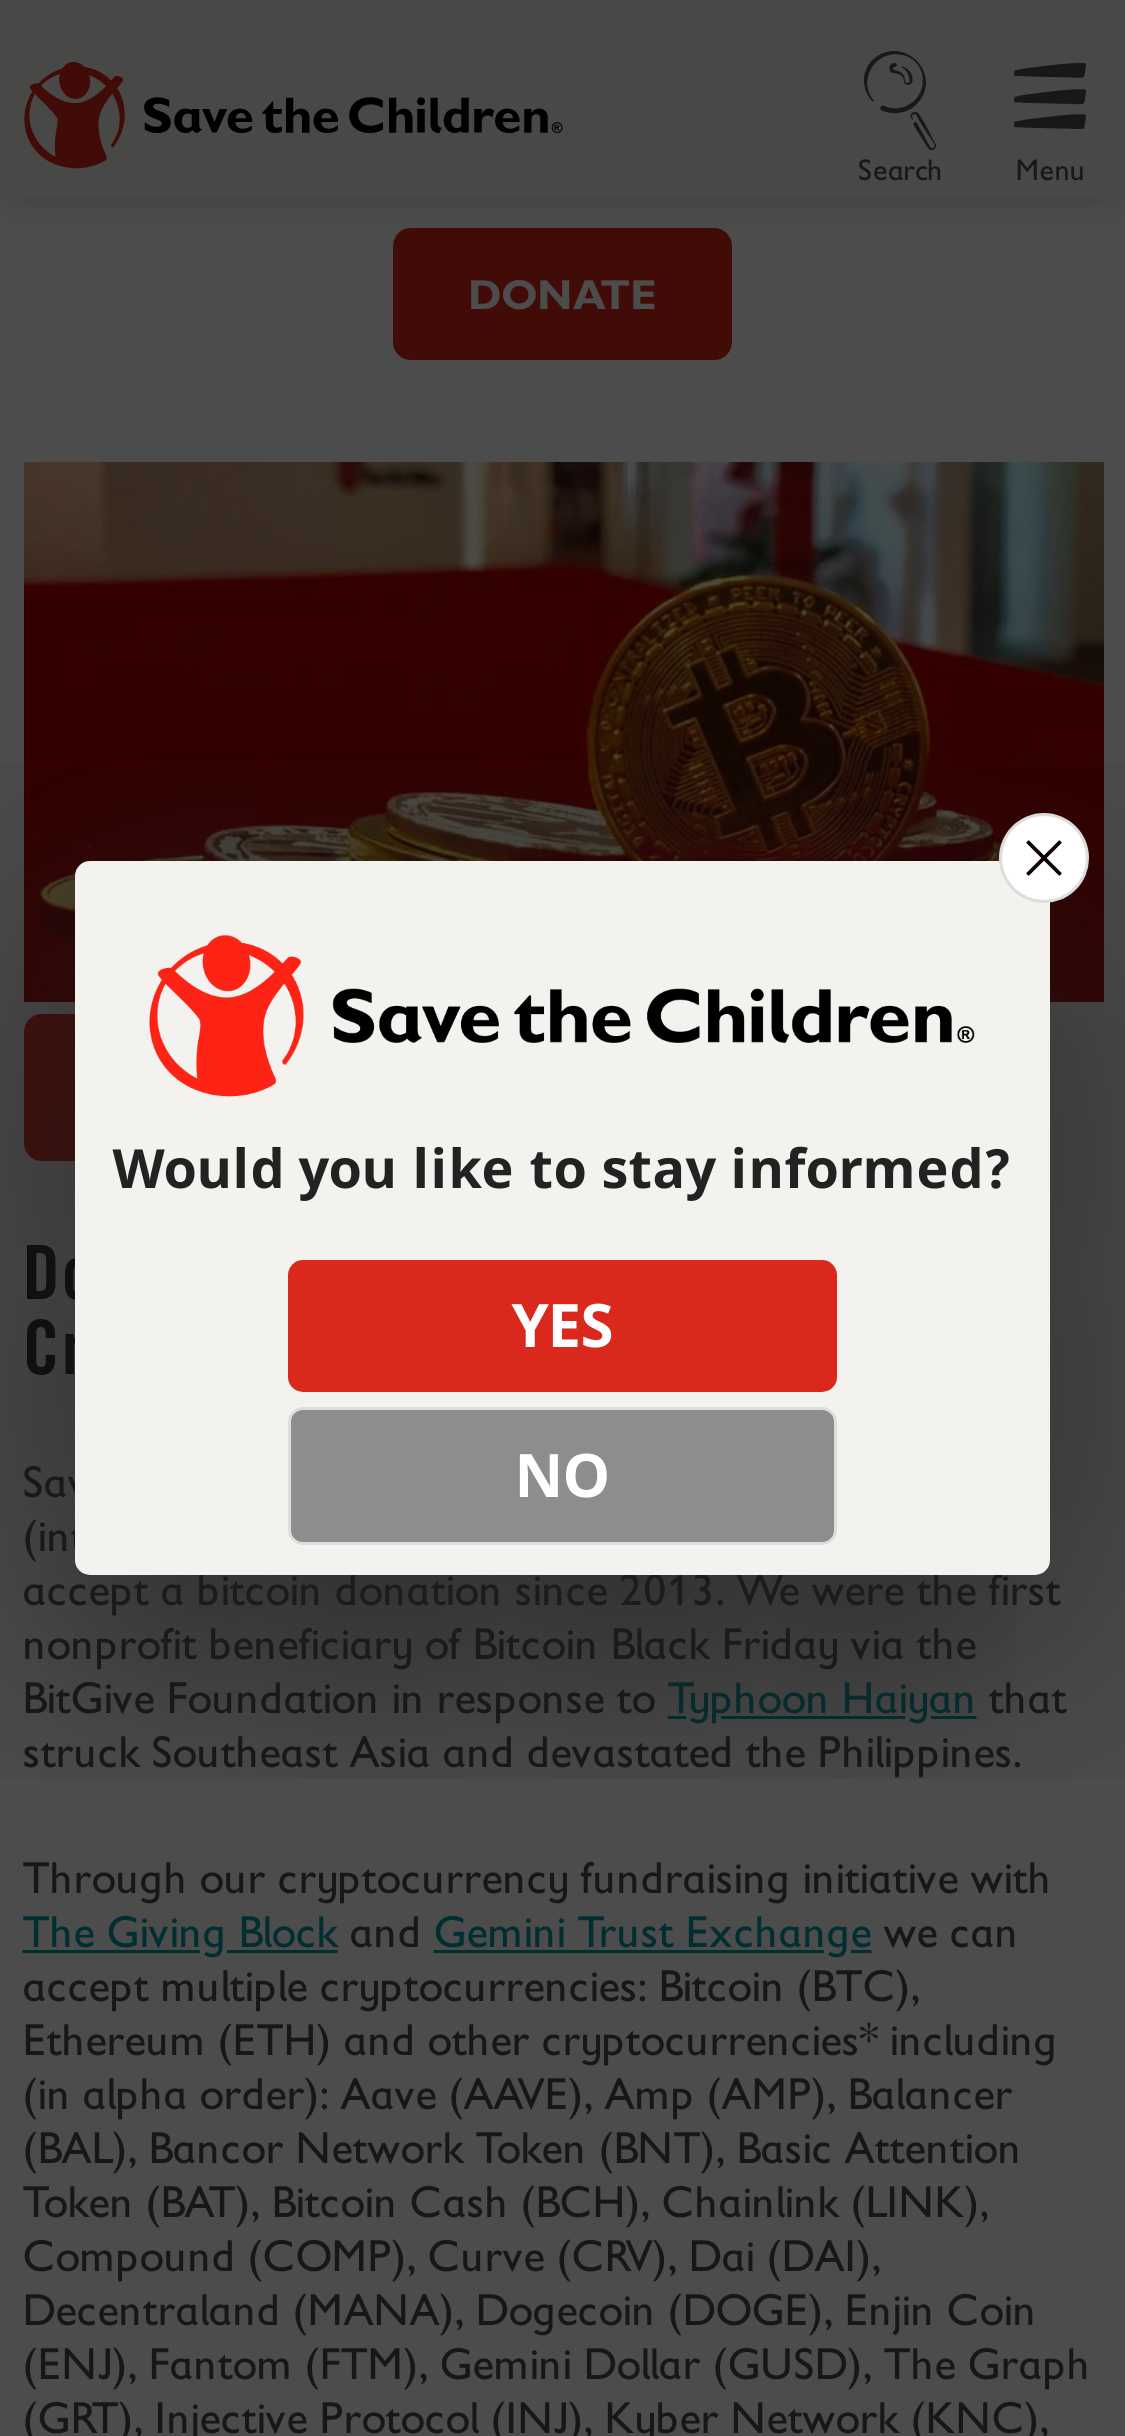 Save the Children®
Search
Menu
DONATE
Save the Children®
Would you like to stay informed?
YES
NO
accept a bitcoin donation since 2013. We were the first
nonprofit beneficiary of Bitcoin Black Friday via the
BitGive Foundation in response to Typhoon Haiyan that
struck Southeast Asia and devastated the Philippines.
Through our cryptocurrency fundraising initiative with
The Giving Block and Gemini Trust Exchange we can
accept multiple cryptocurrencies: Bitcoin (BTC),
Ethereum (ETH) and other cryptocurrencies* including
(in alpha order): Aave (AAVE), Amp (AMP), Balancer
(BAL), Bancor Network Token (BNT), Basic Attention
Token (BAT), Bitcoin Cash (BCH), Chainlink (LINK),
Compound (COMP), Curve (CRV), Dai (DAI),
Decentraland (MANA), Dogecoin (DOGE), Enjin Coin
(ENJ), Fantom (FTM), Gemini Dollar (GUSD), The Graph
(GRT), Injective Protocol (INJ), Kyber Network (KNC),